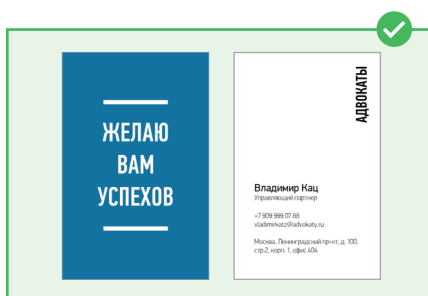 ЖЕЛАЮ
ВАМ
УСПЕХОВ
АДВОКАТЫ
Владимир Кац
Управляющий партнер
+7 909 999 07 88
vladimirkatz@advokaty.ru
Москва, Ленинградский пр-кт, д. 100,
стр.2, корп. 1, офис 404